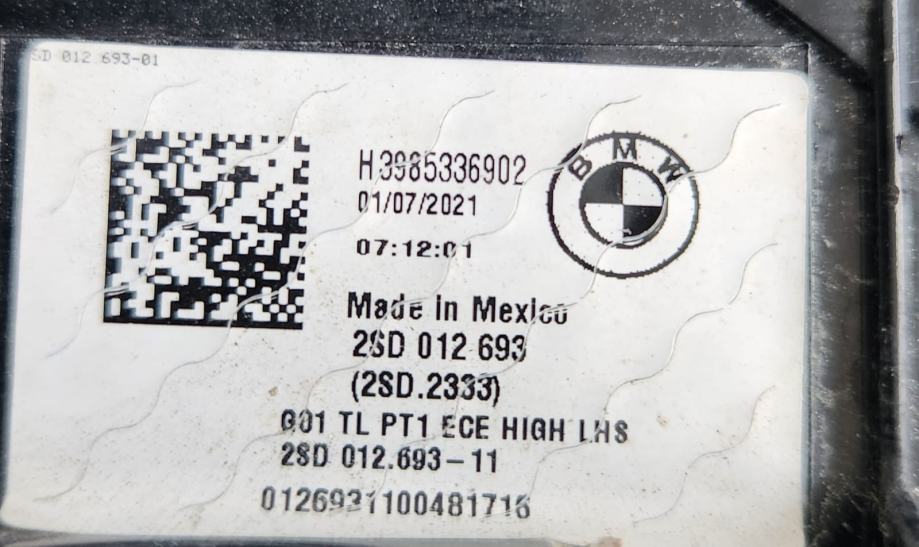 SD 012 693-01
H3985336902
01/07/2021
07:12:01
BMW
Made in Mexico
2SD 012 693
(2SD.2333)
G01 TL PT1 ECE HIGH LHS
2SD 012.693-11
0126931100481716